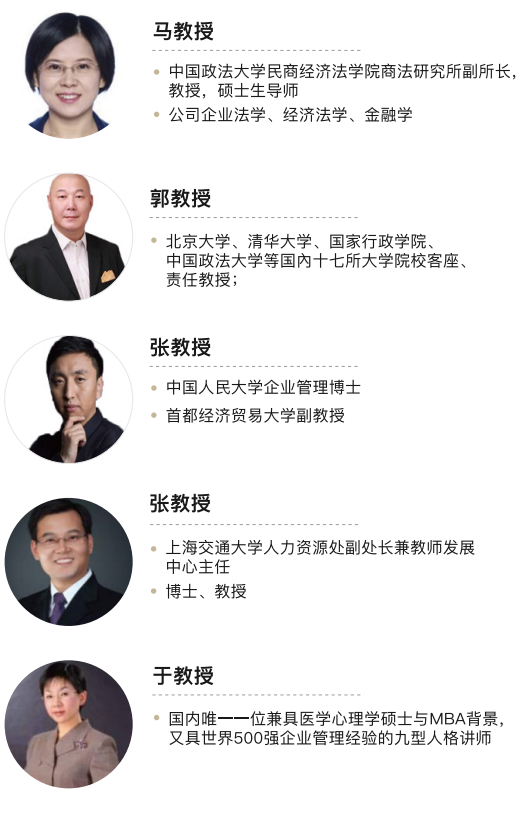 马教授
中国政法大学民商经济法学院商法研究所副所长，
教授，硕士生导师
公司企业法学、经济法学、金融学
郭教授
北京大学、清华大学、国家行政学院、
中国政法大学等国内十七所大学院校客座、
责任教授；
张教授
中国人民大学企业管理博士
首都经济贸易大学副教授
张教授
上海交通大学人力资源处副处长兼教师发展
中心主任
博士、教授
于教授
国内唯一一位兼具医学心理学硕士与MBA背景，
又具世界500强企业管理经验的九型人格讲师